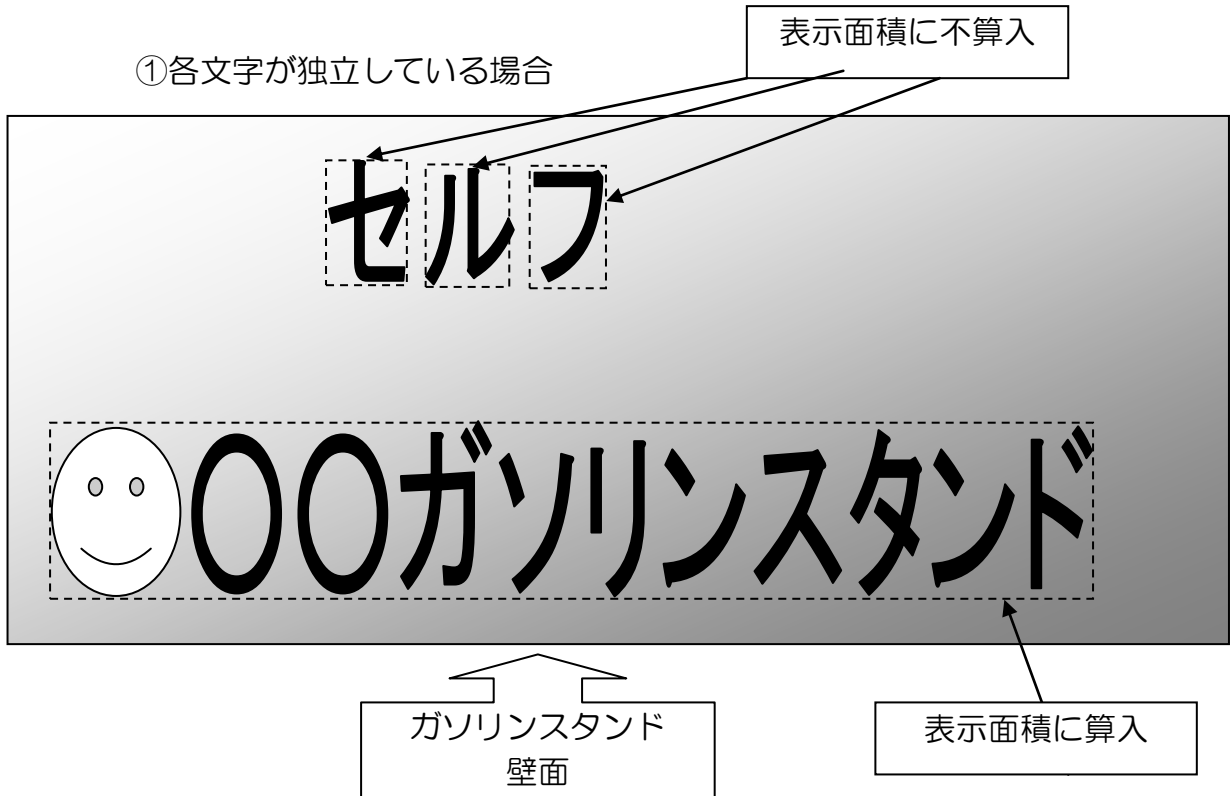 表示面積に不算入
①各文字が独立している場合
セルフ
〇〇ガソリンスタンド
ガソリンスタンド
壁面
表示面積に算入